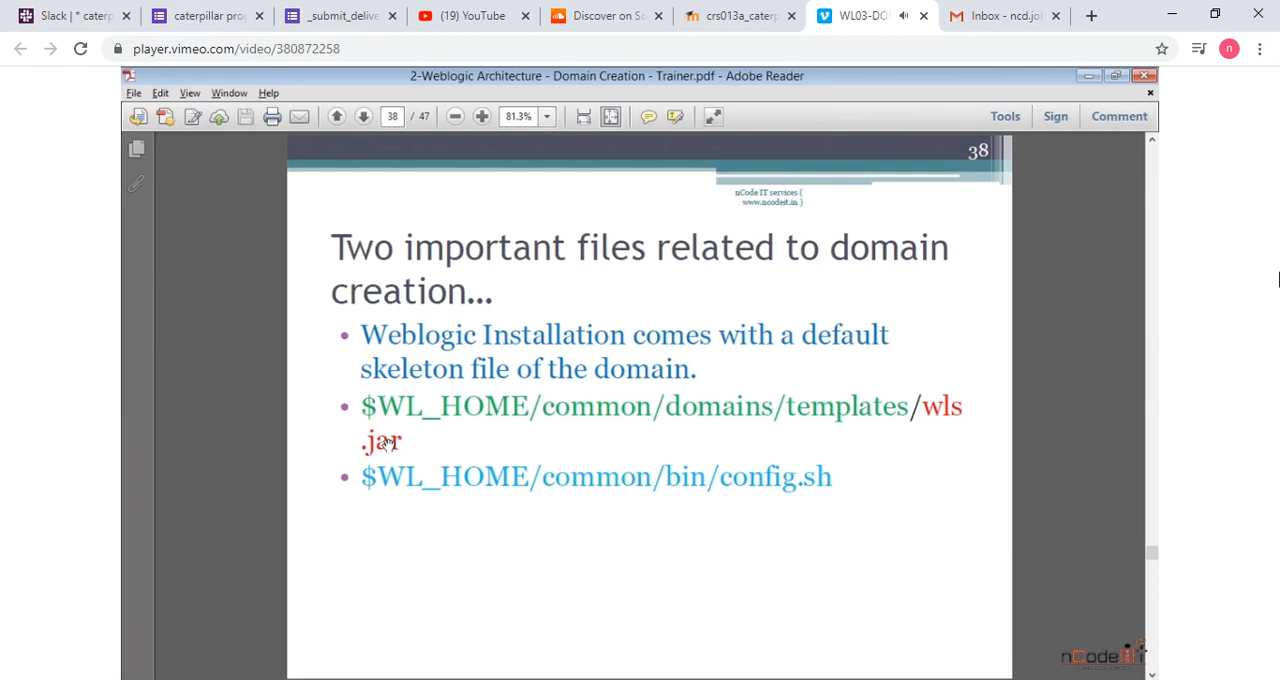 Slack | * caterp
caterpillar prog
_submit_delive
(19) YouTube
Discover on So
crs013a_caterp
WL03-DO
Inbox - ncd.jo
player.vimeo.com/video/380872258
n
2-Weblogic Architecture - Domain Creation - Trainer.pdf - Adobe Reader
File Edit View Window Help
38 / 47
81.3%
Tools Sign Comment
38
nCode IT services (
www.ncodeit.in )
Two important files related to domain
creation...
• Weblogic Installation comes with a default
skeleton file of the domain.
• $WL_HOME/common/domains/templates/wls
.jar
• $WL_HOME/common/bin/config.sh
nCode IT